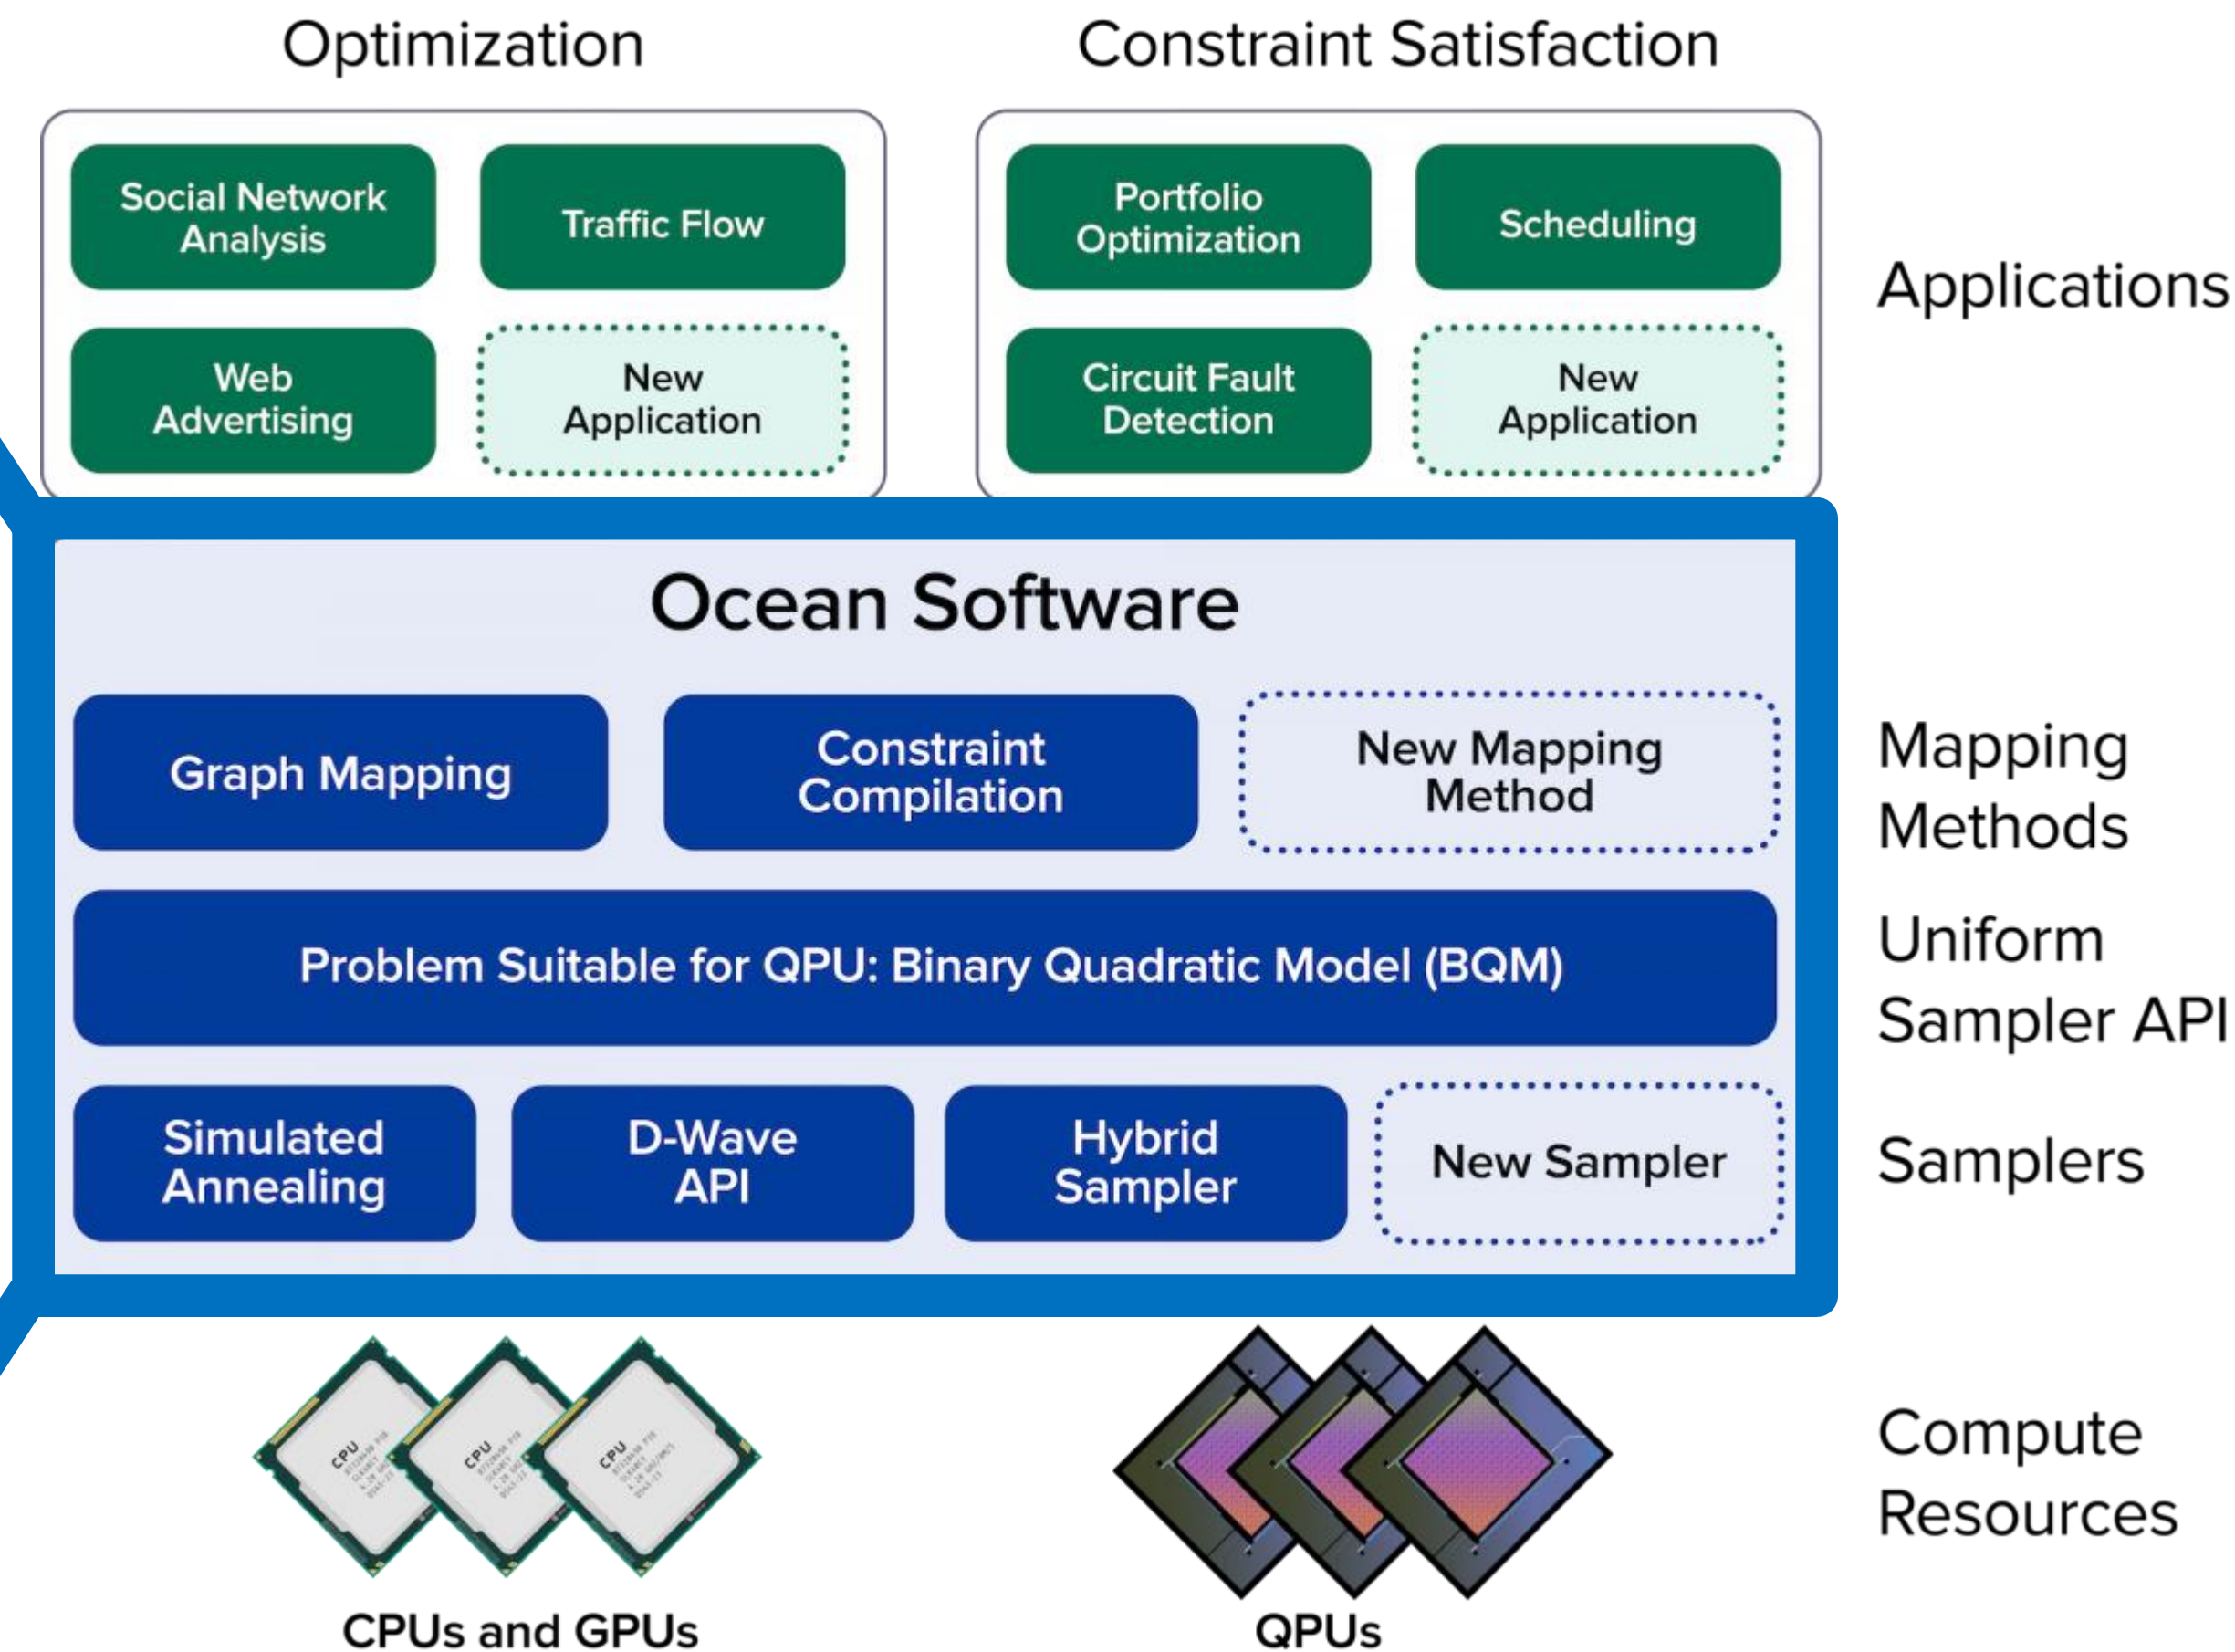 Optimization
Constraint Satisfaction
Social Network
Analysis
Traffic Flow
Portfolio
Optimization
Scheduling
Applications
Web
Advertising
New
Application
Circuit Fault
Detection
New
Application
Ocean Software
Graph Mapping
Constraint
Compilation
New Mapping
Method
Mapping
Methods
Problem Suitable for QPU: Binary Quadratic Model (BQM)
Uniform
Sampler API
Simulated
Annealing
D-Wave
API
Hybrid
Sampler
New Sampler
Samplers
CPU
CPU
CPU
Compute
Resources
CPUs and GPUs
QPUs